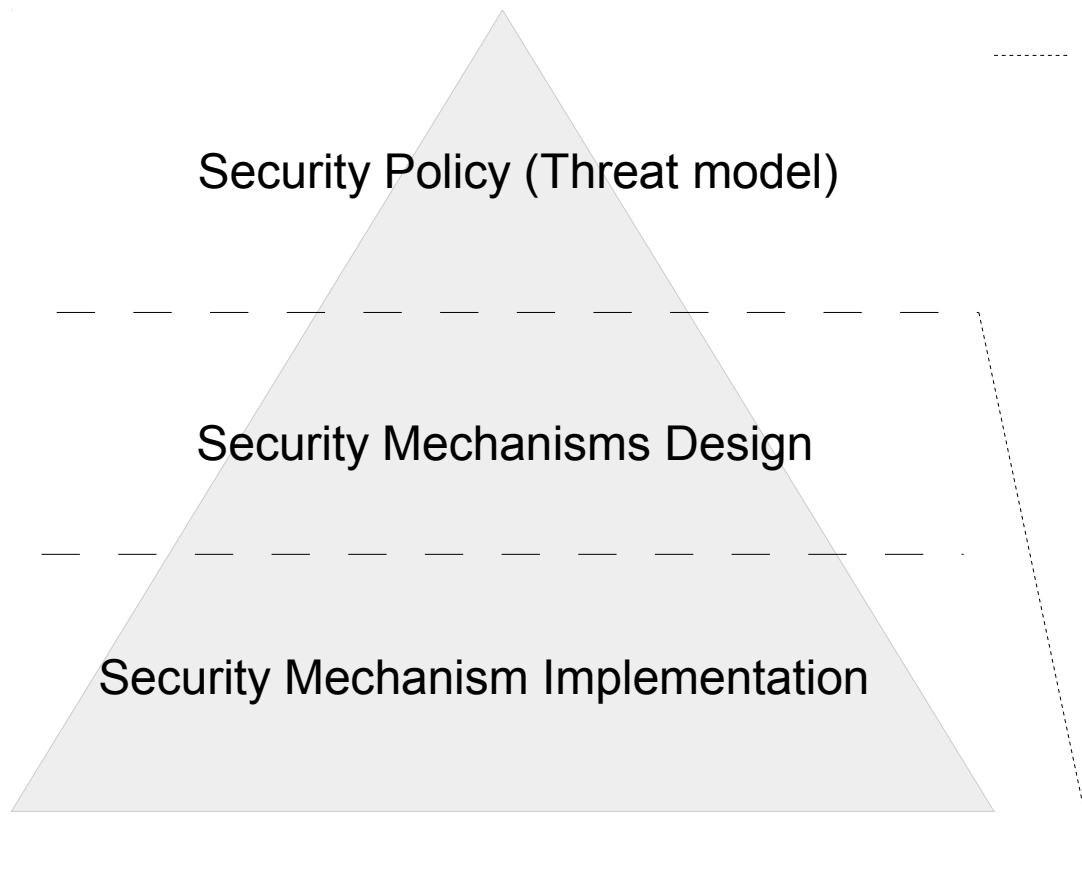 Security Policy (Threat model)
Security Mechanisms Design
Security Mechanism Implementation